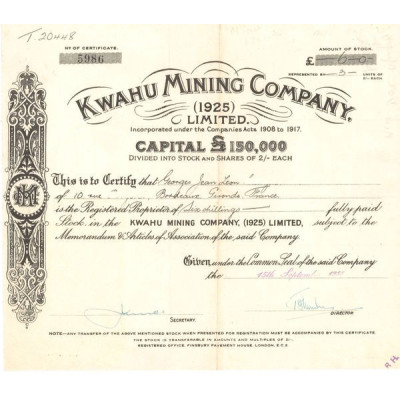 T. 20448
No OF CERTIFICATE.
5986
AMOUNT OF STOCK.
£ -6-0-
REPRESENTED BY -3- UNITS OF 2/- EACH
KWAHU MINING COMPANY,
(1925)
LIMITED.
Incorporated under the Companies Acts 1908 to 1917.
CAPITAL £150,000
DIVIDED INTO STOCK AND SHARES OF 2/- EACH
This is to Certify that Georges Jean Léon
of 10 rue Bordeaux Gironde, France
is the Registered Proprietor of Six shillings fully paid
Stock in the KWAHU MINING COMPANY, (1925) LIMITED, subject to the
Memorandum & Articles of Association of the said Company.
Given under the Common Seal of the said Company
the Septber
SECRETARY.
DIRECTOR
NOTE:-ANY TRANSFER OF THE ABOVE MENTIONED STOCK WHEN PRESENTED FOR REGISTRATION MUST BE ACCOMPANIED BY THIS CERTIFICATE.
THE STOCK IS TRANSFERABLE IN AMOUNTS AND MULTIPLES OF 2/-.
REGISTERED OFFICE, FINSBURY PAVEMENT HOUSE, LONDON, E.C.2.